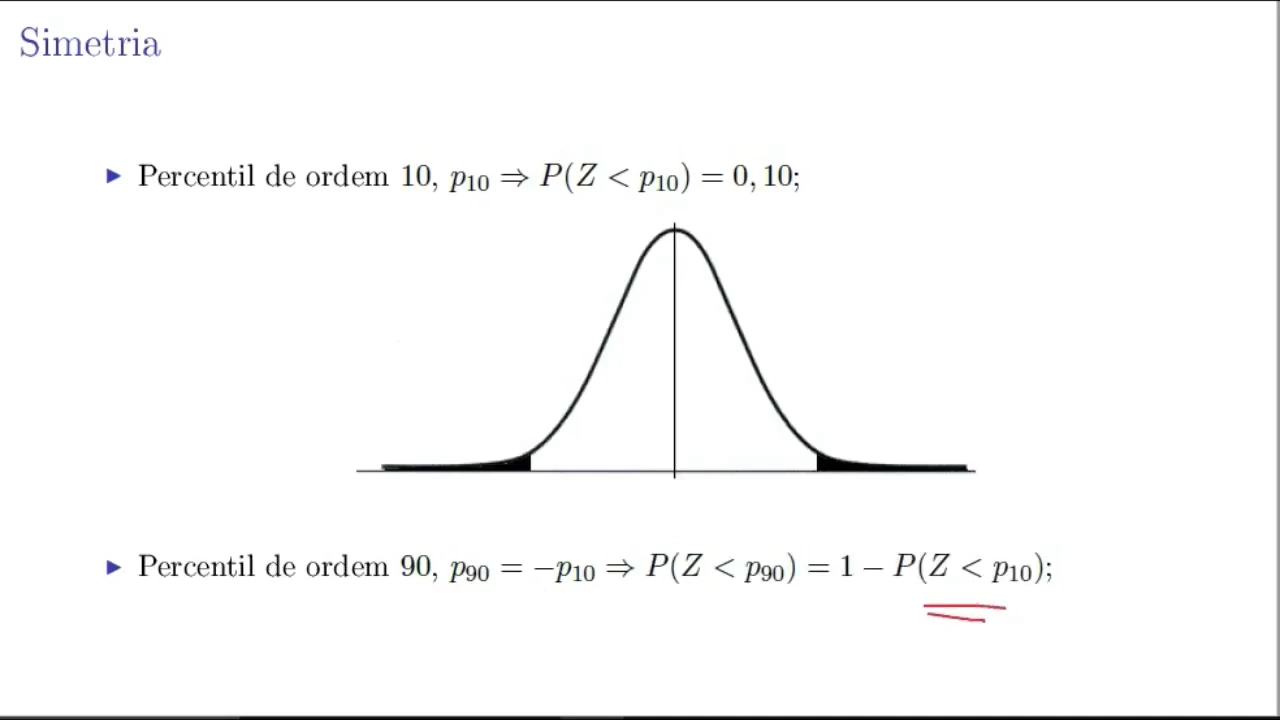 Simetria
▶ Percentil de ordem 10, p₁₀ ⇒ P(Z < p₁₀) = 0, 10;
▶ Percentil de ordem 90, p₉₀ = −p₁₀ ⇒ P(Z < p₉₀) = 1 − P(Z < p₁₀);